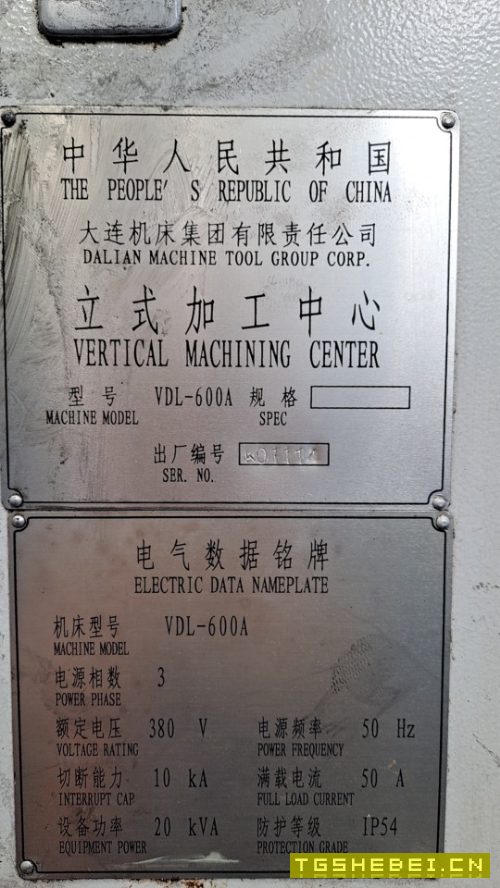 中华人民共和国
THE PEOPLE' S REPUBLIC OF CHINA
大连机床集团有限责任公司
DALIAN MACHINE TOOL GROUP CORP.
立式加工中心
VERTICAL MACHINING CENTER
型号 VDL-600A 规格
MACHINE MODEL SPEC
出厂编号
SER. NO.
电气数据铭牌
ELECTRIC DATA NAMEPLATE
机床型号 VDL-600A
MACHINE MODEL
电源相数 3
POWER PHASE
额定电压 380 V 电源频率 50 Hz
VOLTAGE RATING POWER FREQUENCY
切断能力 10 kA 满载电流 50 A
INTERRUPT CAP FULL LOAD CURRENT
设备功率 20 kVA 防护等级 IP54
EQUIPMENT POWER PROTECTION GRADE
TGSHEBEI.CN